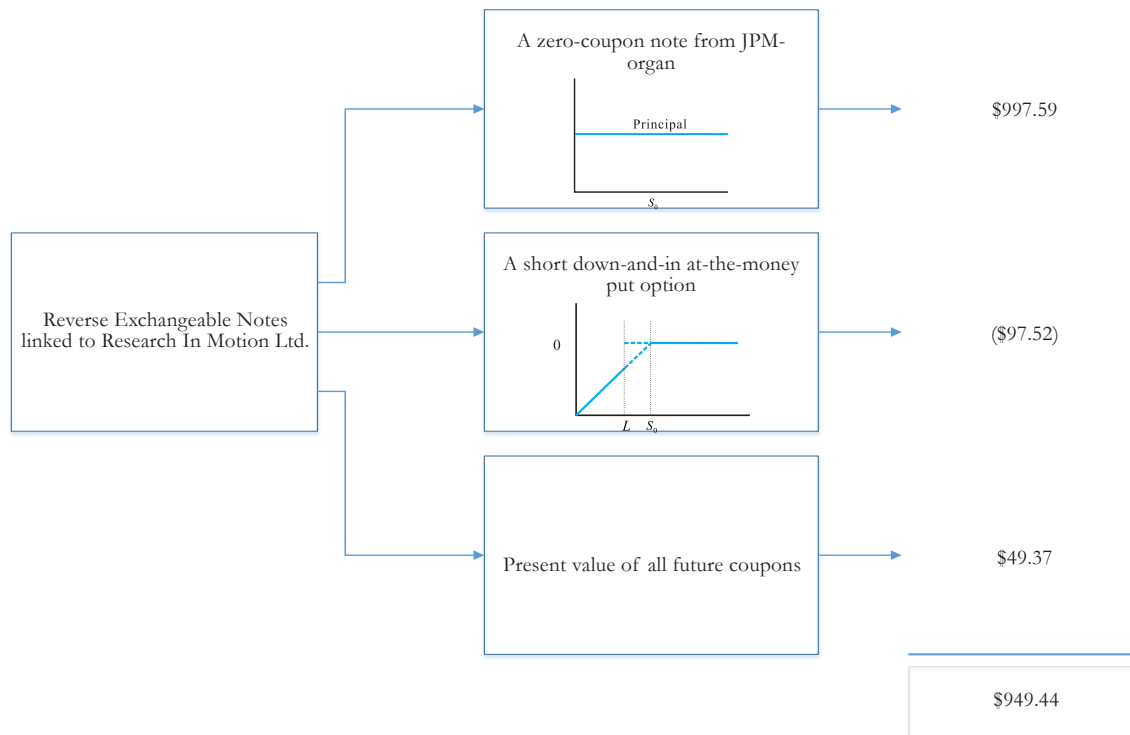 A zero-coupon note from JPM-
organ
Principal
S₀
$997.59
Reverse Exchangeable Notes
linked to Research In Motion Ltd.
A short down-and-in at-the-money
put option
0
L S₀
($97.52)
Present value of all future coupons
$49.37
$949.44